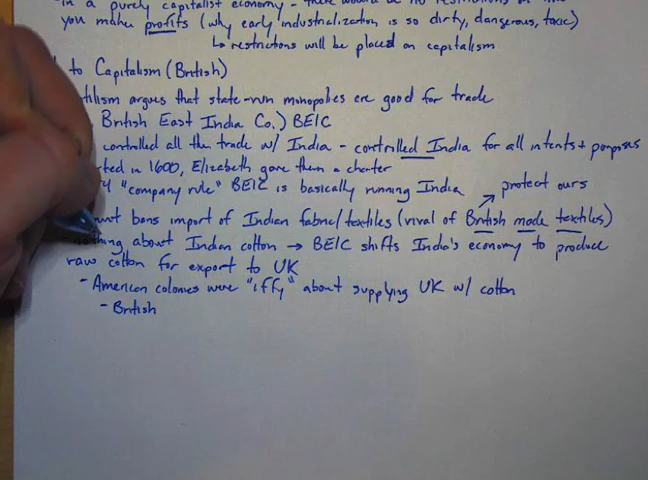 in a purely capitalist economy - there would be no restrictions on
you make profits (why early industrialization is so dirty, dangerous, toxic)
↳ restrictions will be placed on capitalism
to Capitalism (British)
tilism argues that state-run monopolies are good for trade
British East India Co.) BEIC
controlled all the trade w/ India - controlled India for all intents + purposes
ted in 1600, Elizabeth gave them a charter
"company rule" BEIC is basically running India
protect ours
bans import of Indian fabric/textiles (rival of British made textiles)
nothing about Indian cotton → BEIC shifts India's economy to produce
raw cotton for export to UK
- American colonies were "iffy" about supplying UK w/ cotton
- British